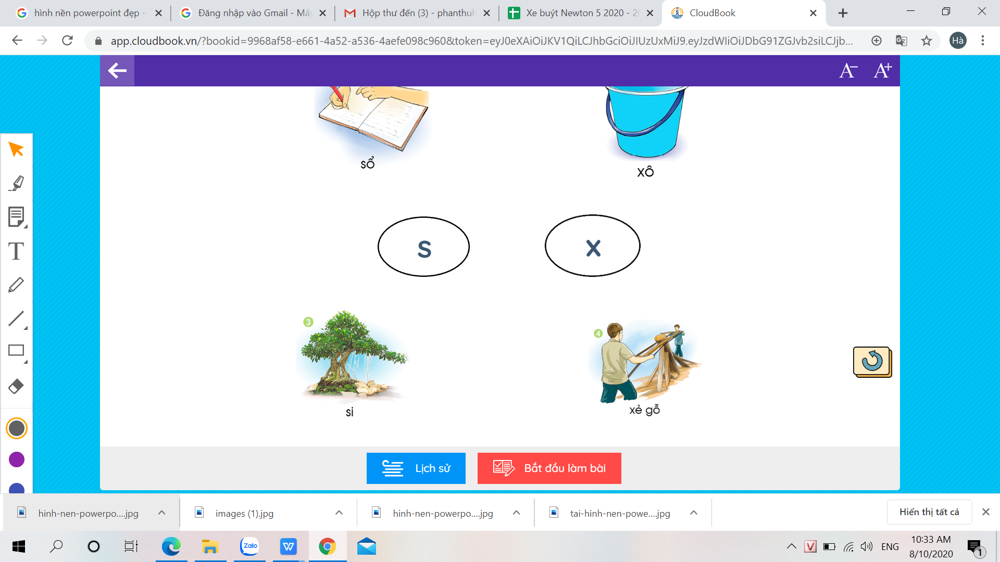 hình nền powerpoint đẹp -
Đăng nhập vào Gmail - Máy
Hộp thư đến (3) - phanthuh
Xe buýt Newton 5 2020 - 20
CloudBook
app.cloudbook.vn/?bookid=9968af58-e661-4a52-a536-4aefe098c960&token=eyJ0eXAiOiJKV1QiLCJhbGciOiJIUzUxMiJ9.eyJzdWIiOiJDbG91ZGJvb2siLCJjb...
Hà
A- A+
sổ
xô
s
x
T
3
4
si
xẻ gỗ
Lịch sử
Bắt đầu làm bài
hinh-nen-powerpo....jpg
images (1).jpg
hinh-nen-powerpo....jpg
tai-hinh-nen-powe....jpg
Hiển thị tất cả
Zalo
W
V
ENG
10:33 AM
8/10/2020
1